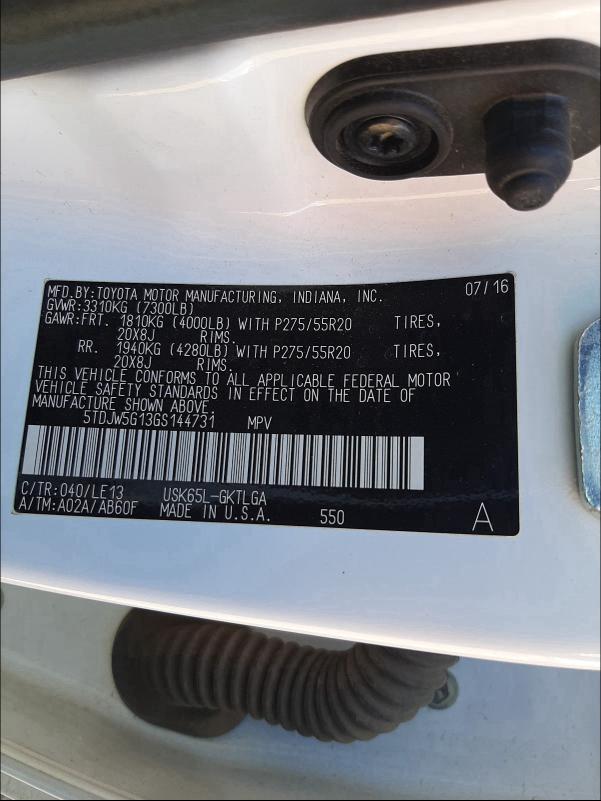 MFD.BY:TOYOTA MOTOR MANUFACTURING, INDIANA, INC. 07/16
GVWR:3310KG (7300LB)
GAWR:FRT. 1810KG (4000LB) WITH P275/55R20 TIRES,
20X8J RIMS.
RR. 1940KG (4280LB) WITH P275/55R20 TIRES,
20X8J RIMS.
THIS VEHICLE CONFORMS TO ALL APPLICABLE FEDERAL MOTOR
VEHICLE SAFETY STANDARDS IN EFFECT ON THE DATE OF
MANUFACTURE SHOWN ABOVE.
5TDJW5G13GS144731 MPV
C/TR:040/LE13 USK65L-GKTLGA
A/TM:A02A/AB60F MADE IN U.S.A. 550 A